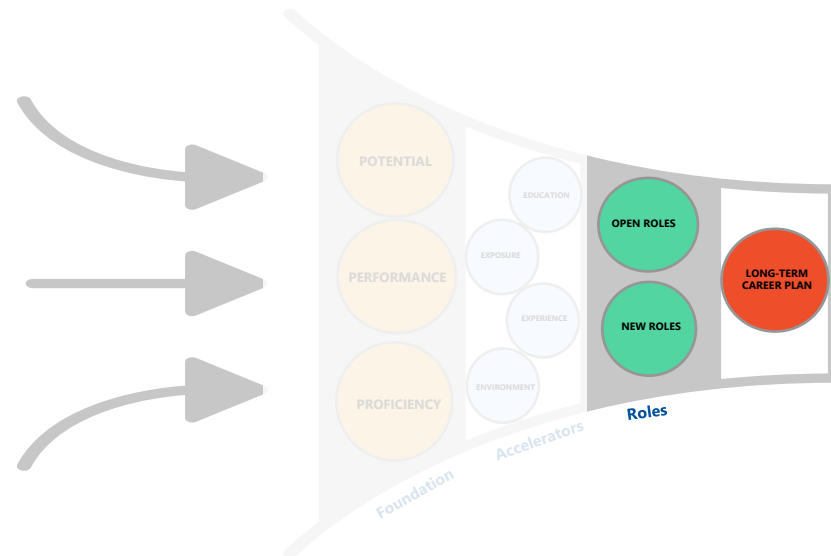 POTENTIAL
PERFORMANCE
PROFICIENCY
Foundation
EDUCATION
EXPOSURE
EXPERIENCE
ENVIRONMENT
Accelerators
OPEN ROLES
NEW ROLES
Roles
LONG-TERM
CAREER PLAN